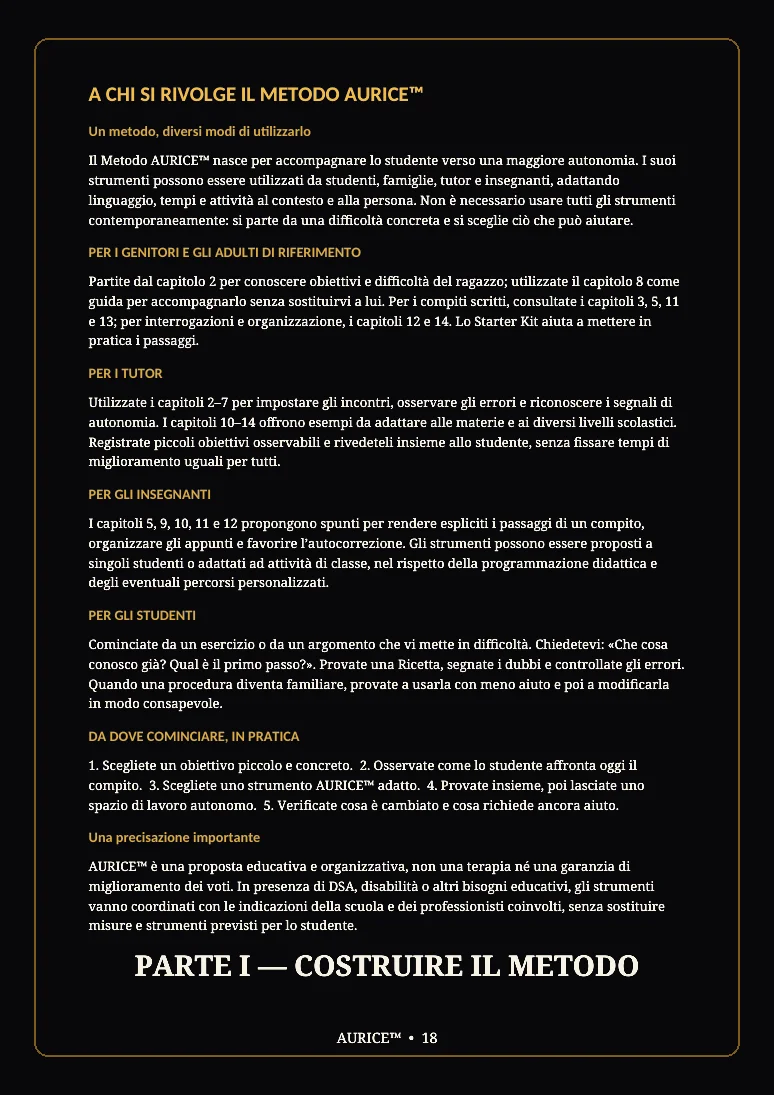 A CHI SI RIVOLGE IL METODO AURICE™
Un metodo, diversi modi di utilizzarlo
Il Metodo AURICE™ nasce per accompagnare lo studente verso una maggiore autonomia. I suoi
strumenti possono essere utilizzati da studenti, famiglie, tutor e insegnanti, adattando
linguaggio, tempi e attività al contesto e alla persona. Non è necessario usare tutti gli strumenti
contemporaneamente: si parte da una difficoltà concreta e si sceglie ciò che può aiutare.
PER I GENITORI E GLI ADULTI DI RIFERIMENTO
Partite dal capitolo 2 per conoscere obiettivi e difficoltà del ragazzo; utilizzate il capitolo 8 come
guida per accompagnarlo senza sostituirvi a lui. Per i compiti scritti, consultate i capitoli 3, 5, 11
e 13; per interrogazioni e organizzazione, i capitoli 12 e 14. Lo Starter Kit aiuta a mettere in
pratica i passaggi.
PER I TUTOR
Utilizzate i capitoli 2–7 per impostare gli incontri, osservare gli errori e riconoscere i segnali di
autonomia. I capitoli 10–14 offrono esempi da adattare alle materie e ai diversi livelli scolastici.
Registrate piccoli obiettivi osservabili e rivedeteli insieme allo studente, senza fissare tempi di
miglioramento uguali per tutti.
PER GLI INSEGNANTI
I capitoli 5, 9, 10, 11 e 12 propongono spunti per rendere espliciti i passaggi di un compito,
organizzare gli appunti e favorire l’autocorrezione. Gli strumenti possono essere proposti a
singoli studenti o adattati ad attività di classe, nel rispetto della programmazione didattica e
degli eventuali percorsi personalizzati.
PER GLI STUDENTI
Cominciate da un esercizio o da un argomento che vi mette in difficoltà. Chiedetevi: «Che cosa
conosco già? Qual è il primo passo?». Provate una Ricetta, segnate i dubbi e controllate gli errori.
Quando una procedura diventa familiare, provate a usarla con meno aiuto e poi a modificarla
in modo consapevole.
DA DOVE COMINCIARE, IN PRATICA
1. Scegliete un obiettivo piccolo e concreto. 2. Osservate come lo studente affronta oggi il
compito. 3. Scegliete uno strumento AURICE™ adatto. 4. Provate insieme, poi lasciate uno
spazio di lavoro autonomo. 5. Verificate cosa è cambiato e cosa richiede ancora aiuto.
Una precisazione importante
AURICE™ è una proposta educativa e organizzativa, non una terapia né una garanzia di
miglioramento dei voti. In presenza di DSA, disabilità o altri bisogni educativi, gli strumenti
vanno coordinati con le indicazioni della scuola e dei professionisti coinvolti, senza sostituire
misure e strumenti previsti per lo studente.
PARTE I — COSTRUIRE IL METODO
AURICE™ • 18